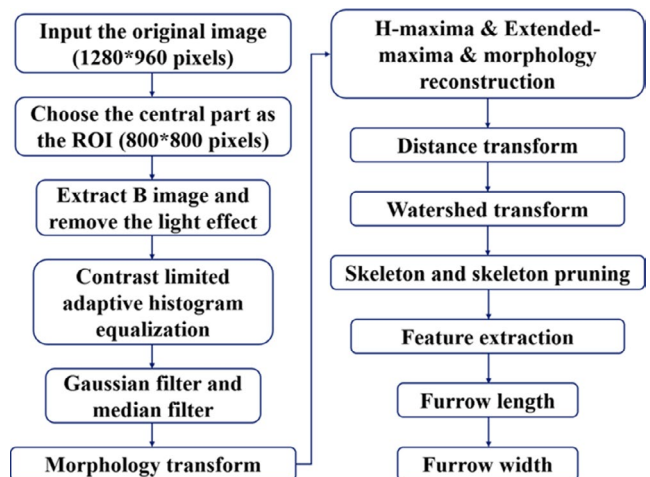 Input the original image
(1280*960 pixels)
Choose the central part as
the ROI (800*800 pixels)
Extract B image and
remove the light effect
Contrast limited
adaptive histogram
equalization
Gaussian filter and
median filter
Morphology transform
H-maxima & Extended-
maxima & morphology
reconstruction
Distance transform
Watershed transform
Skeleton and skeleton pruning
Feature extraction
Furrow length
Furrow width